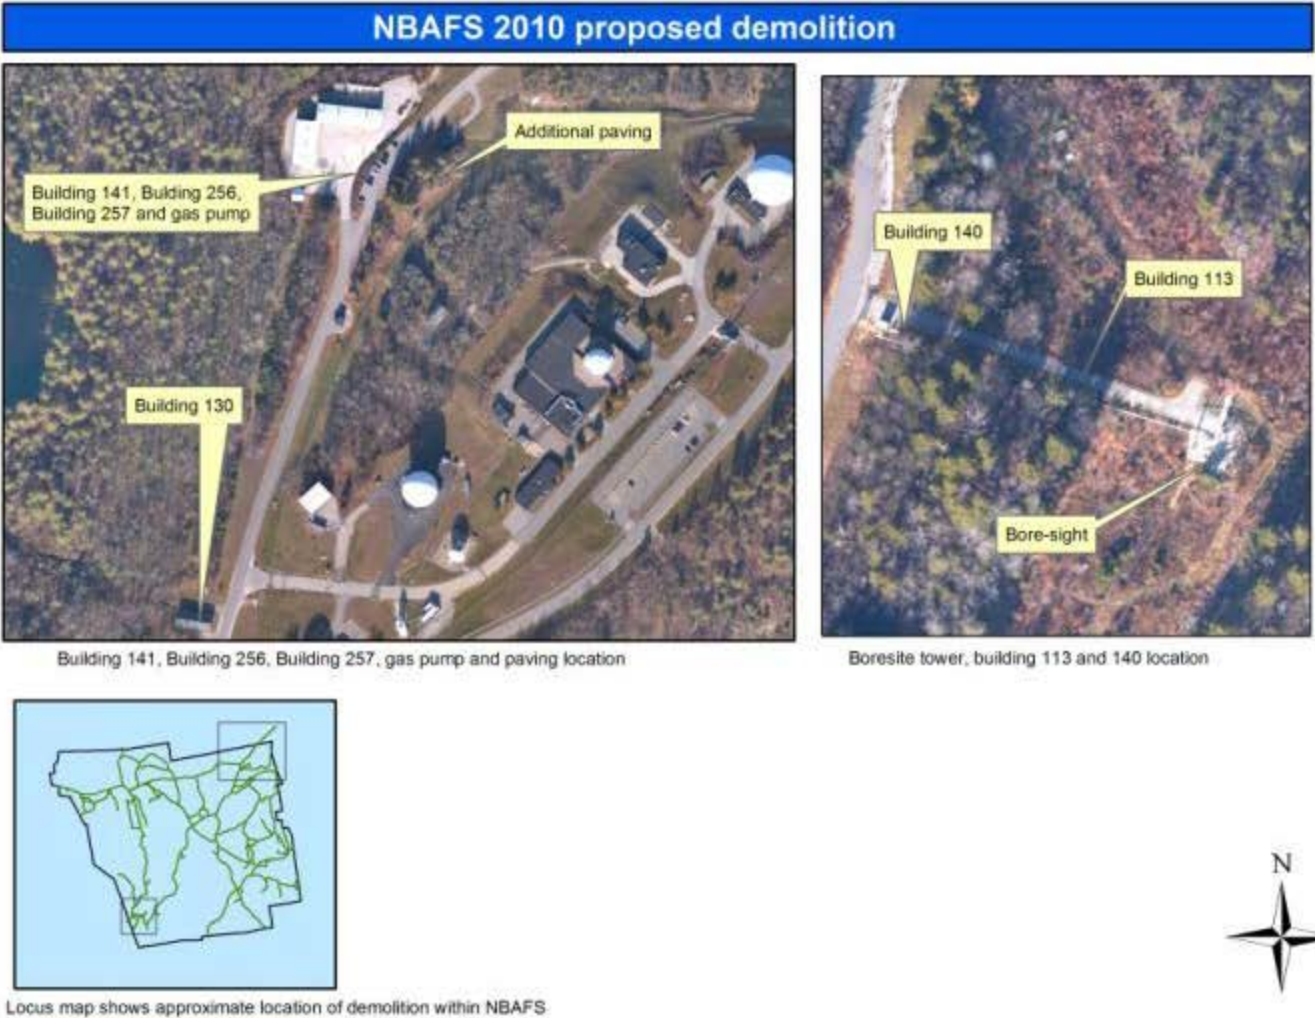 NBAFS 2010 proposed demolition
Additional paving
Building 141, Bulding 256,
Building 257 and gas pump
Building 130
Building 140
Building 113
Bore-sight
Building 141, Building 256, Building 257, gas pump and paving location
Boresite tower, building 113 and 140 location
N
Locus map shows approximate location of demolition within NBAFS